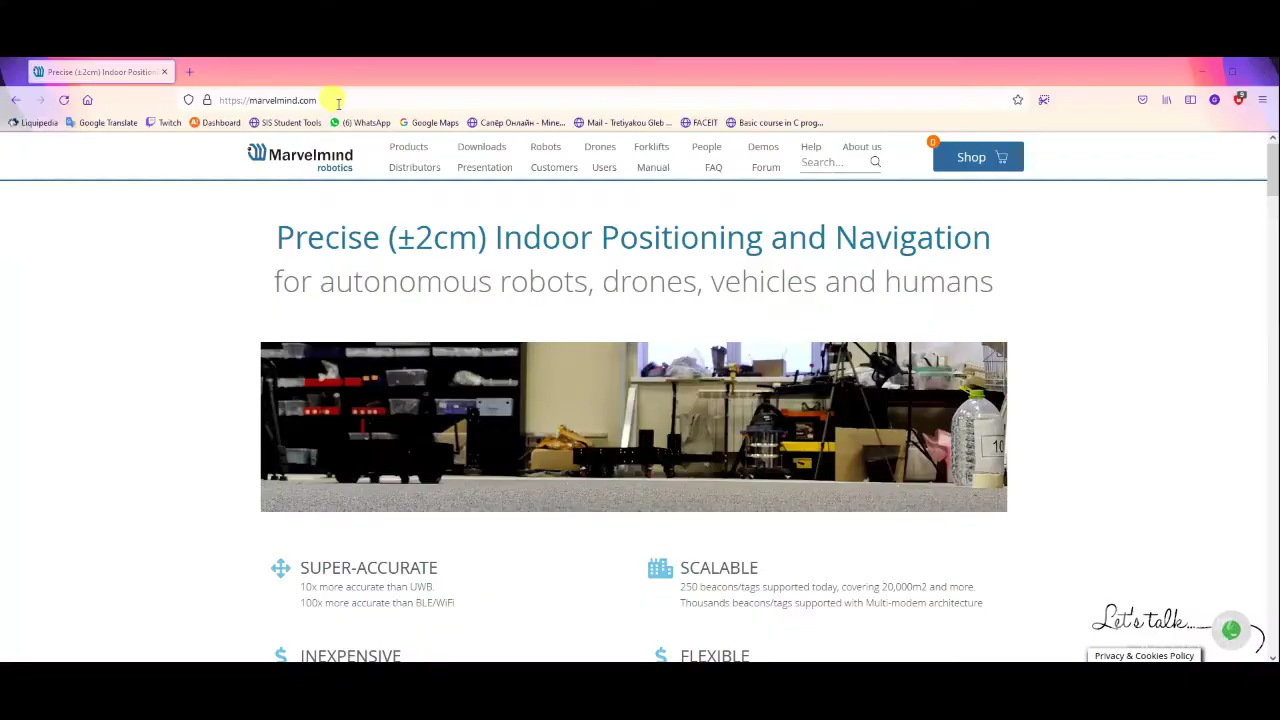 Precise (±2cm) Indoor Position
https://marvelmind.com
9
Liquipedia Google Translate Twitch Dashboard SIS Student Tools (6) WhatsApp Google Maps Сапёр Онлайн - Mine... Mail - Tretiyakou Gleb ... FACEIT Basic course in C prog...
Marvelmind
robotics
Products Downloads Robots Drones Forklifts People Demos Help About us
Distributors Presentation Customers Users Manual FAQ Forum Search...
0
Shop
Precise (±2cm) Indoor Positioning and Navigation
for autonomous robots, drones, vehicles and humans
10
SUPER-ACCURATE
10x more accurate than UWB.
100x more accurate than BLE/WiFi
SCALABLE
250 beacons/tags supported today, covering 20,000m2 and more.
Thousands beacons/tags supported with Multi-modem architecture
INEXPENSIVE
FLEXIBLE
Let's talk...
Privacy & Cookies Policy